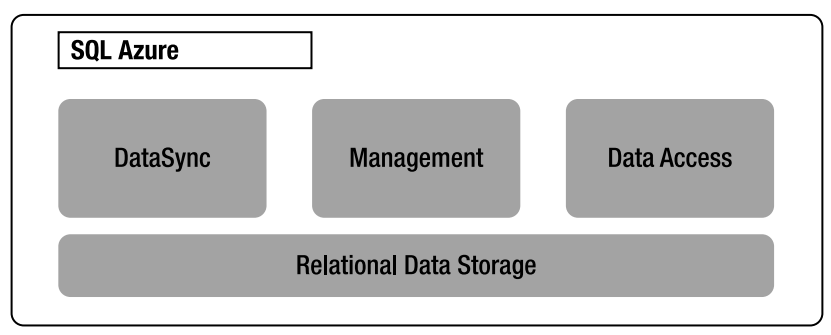 SQL Azure
DataSync
Management
Data Access
Relational Data Storage